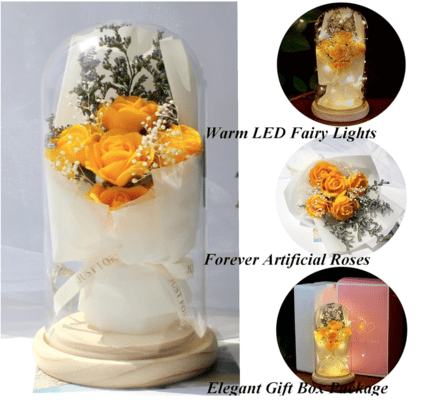 Warm LED Fairy Lights
Forever Artificial Roses
Elegant Gift Box Package